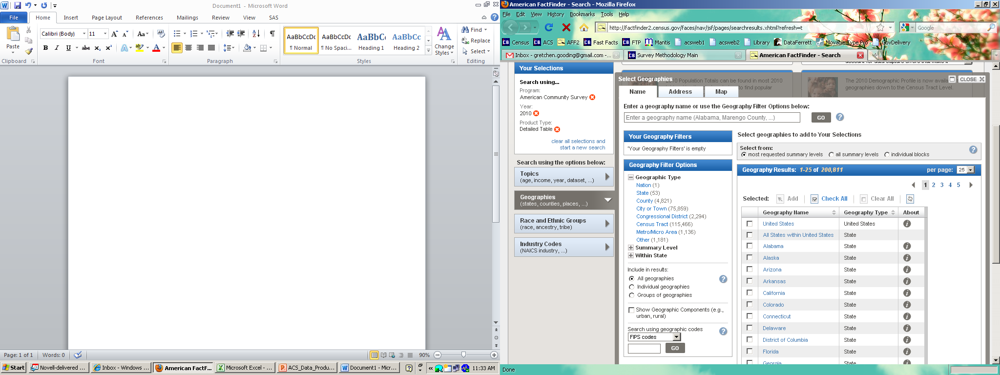 Document1 - Microsoft Word
File Home Insert Page Layout References Mailings Review View SAS
Paste
Calibri (Body) 11
Clipboard Font Paragraph Styles Editing
AaBbCcDc AaBbCcDc AaBbC AaBbCc
¶ Normal ¶ No Spaci... Heading 1 Heading 2
Change Styles
Find
Replace
Select
Page: 1 of 1 Words: 0 90%
Start Novell-delivered ... Inbox - Windows ... American FactF... Microsoft Excel - ... ACS_Data_Produ... Document1 - Micr... 11:33 AM
American FactFinder - Search - Mozilla Firefox
File Edit View History Bookmarks Tools Help
http://factfinder2.census.gov/faces/nav/jsf/pages/searchresults.xhtml?refresh=t
Google
Census ACS AFF2 Fast Facts FTP Mantis acsweb1 acsweb2 Library DataFerrett Movable Type Pro GovDelivery
Inbox - gretchen.gooding@gmail.com -... Survey Methodology Main American FactFinder - Search
Your Selections
Search using...
Program:
American Community Survey
Year:
2010
Product Type:
Detailed Table
clear all selections and
start a new search
Search using the options below:
Topics
(age, income, year, dataset, ...)
Geographies
(states, counties, places, ...)
Race and Ethnic Groups
(race, ancestry, tribe)
Industry Codes
(NAICS industry, ...)
Select Geographies
2010 Population Totals can be found in most 2010
to find popular
The 2010 Demographic Profile is now
geographies down to the Census Tract Level.
CLOSE
Name Address Map
Enter a geography name or use the Geography Filter Options below:
Enter a geography name (Alabama, Marengo County, ...) GO
Your Geography Filters
'Your Geography Filters' is empty
Geography Filter Options
Geographic Type
Nation (1)
State (53)
County (4,821)
City or Town (75,859)
Congressional District (2,294)
Census Tract (115,466)
Metro/Micro Area (1,136)
Other (1,181)
Summary Level
Within State
Include in results:
All geographies
Individual geographies
Groups of geographies
Show Geographic Components (e.g.,
urban, rural)
Search using geographic codes
FIPS codes
GO
Select geographies to add to Your Selections
Select from:
most requested summary levels all summary levels individual blocks
Geography Results: 1-25 of 200,811 per page: 25
1 2 3 4 5
Selected: Add Check All Clear All
Geography Name Geography Type About
United States United States
All States within United States State
Alabama State
Alaska State
Arizona State
Arkansas State
California State
Colorado State
Connecticut State
Delaware State
District of Columbia State
Florida State
Georgia State
Done